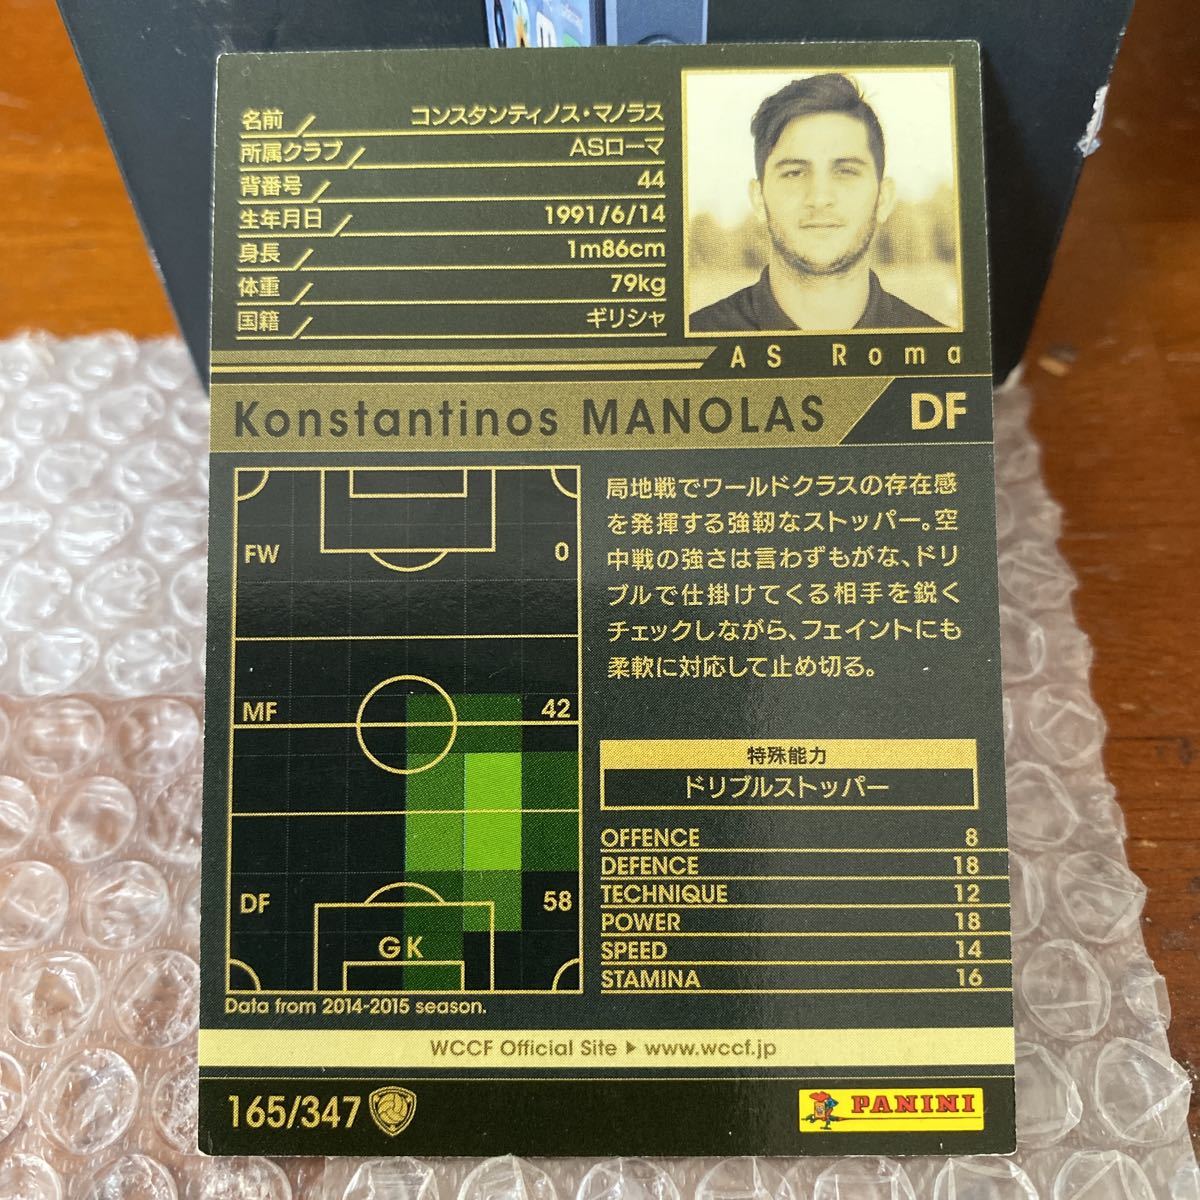 名前 コンスタンティノス・マノラス
所属クラブ ASローマ
背番号 44
生年月日 1991/6/14
身長 1m86cm
体重 79kg
国籍 ギリシャ
AS Roma
Konstantinos MANOLAS DF
FW 0
MF 42
DF 58
GK
Data from 2014-2015 season.
局地戦でワールドクラスの存在感
を発揮する強靭なストッパー。空
中戦の強さは言わずもがな、ドリ
ブルで仕掛けてくる相手を鋭く
チェックしながら、フェイントにも
柔軟に対応して止め切る。
特殊能力
ドリブルストッパー
OFFENCE 8
DEFENCE 18
TECHNIQUE 12
POWER 18
SPEED 14
STAMINA 16
WCCF Official Site ▶ www.wccf.jp
165/347
PANINI